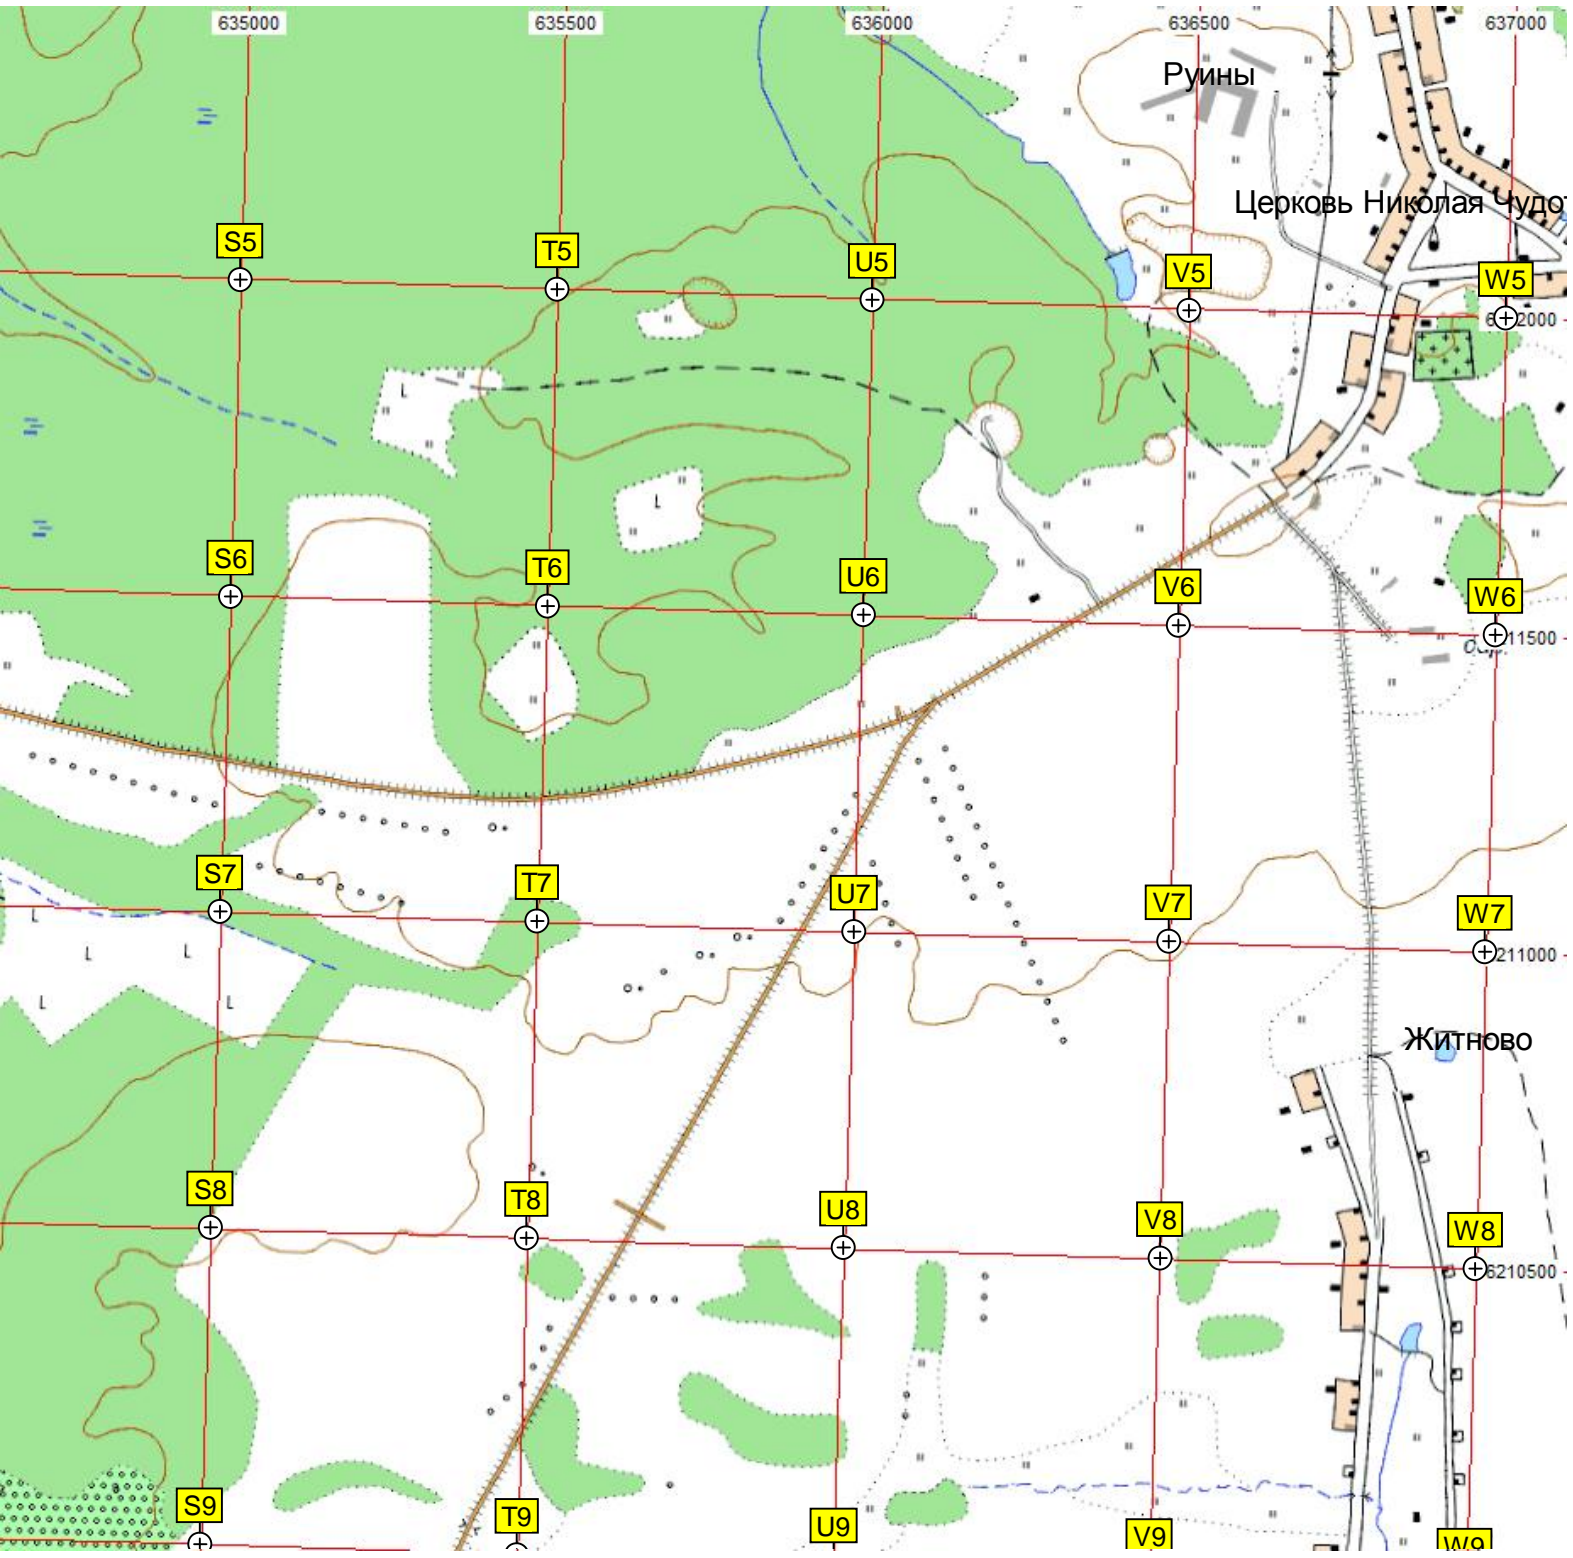 635000 635500 636000 636500 637000
Руины
Церковь Николая Чудо
S5 T5 U5 V5 W5
2000
S6 T6 U6 V6 W6
11500
S7 T7 U7 V7 W7
211000
Житново
S8 T8 U8 V8 W8
6210500
S9 T9 U9 V9 W9